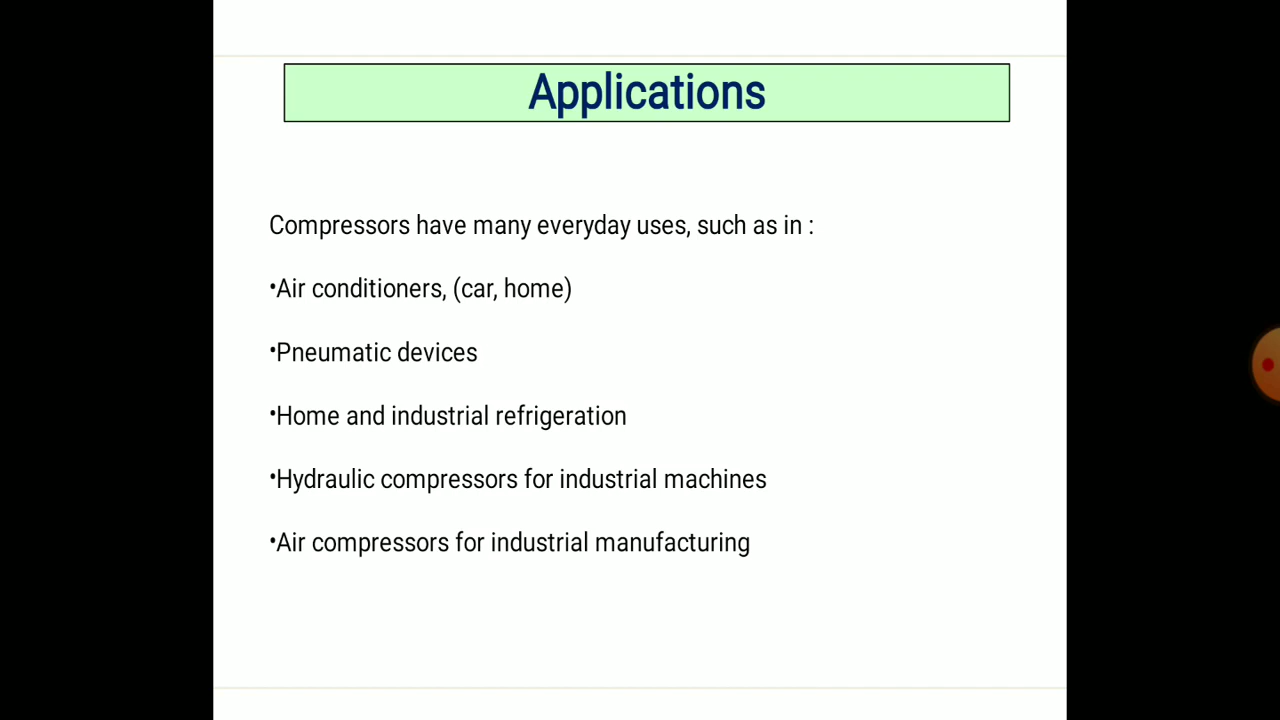 Applications
Compressors have many everyday uses, such as in :
•Air conditioners, (car, home)
•Pneumatic devices
•Home and industrial refrigeration
•Hydraulic compressors for industrial machines
•Air compressors for industrial manufacturing